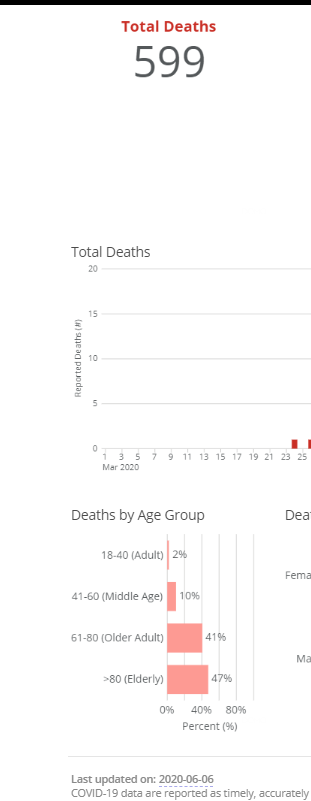 Total Deaths
599
Total Deaths
Reported Deaths (#)
20
15
10
5
0
1 3 5 7 9 11 13 15 17 19 21 23 25
Mar 2020
Deaths by Age Group
18-40 (Adult) 2%
41-60 (Middle Age) 10%
61-80 (Older Adult) 41%
>80 (Elderly) 47%
0% 40% 80%
Percent (%)
Deat
Fema
Ma
Last updated on: 2020-06-06
COVID-19 data are reported as timely, accurately